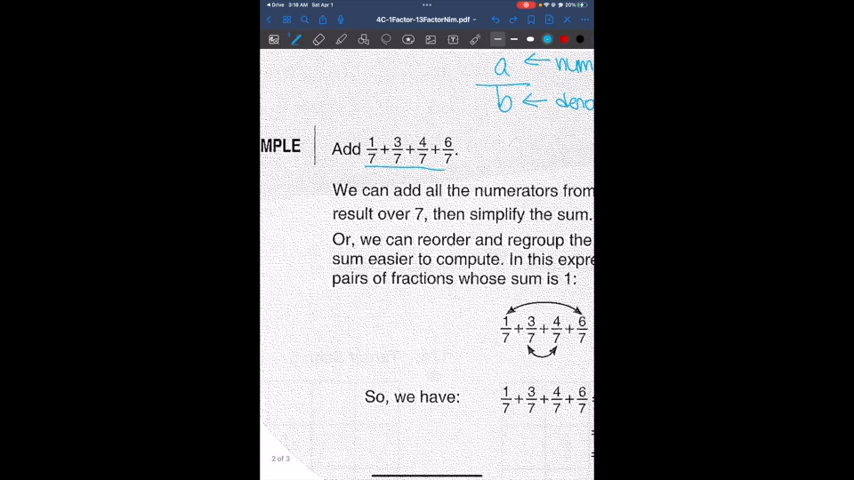 Drive 3:18 AM Sat Apr 1 20%
4C-1Factor-13FactorNim.pdf
a ← num
b ← deno
MPLE Add 1/7 + 3/7 + 4/7 + 6/7.
We can add all the numerators from
result over 7, then simplify the sum.
Or, we can reorder and regroup the
sum easier to compute. In this expre
pairs of fractions whose sum is 1:
1/7 + 3/7 + 4/7 + 6/7
So, we have: 1/7 + 3/7 + 4/7 + 6/7 =
=
=
2 of 3